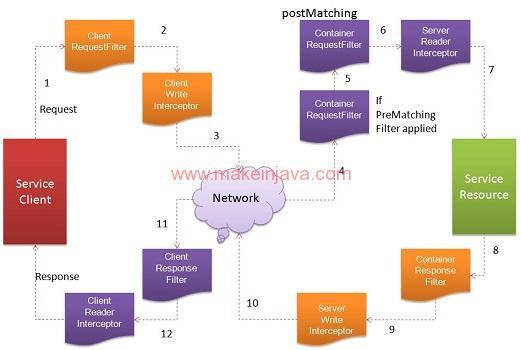 postMatching
2
Client
RequestFilter
Container
RequestFilter
6
Server
Reader
Interceptor
1
Client
Write
Interceptor
5
7
Request
Container
RequestFilter
If
PreMatching
Filter applied
3
4
www.makeinjava.com
Service
Client
Network
Service
Resource
11
8
Client
Response
Filter
Container
Response
Filter
Response
Client
Reader
Interceptor
10
Server
Write
Interceptor
12
9